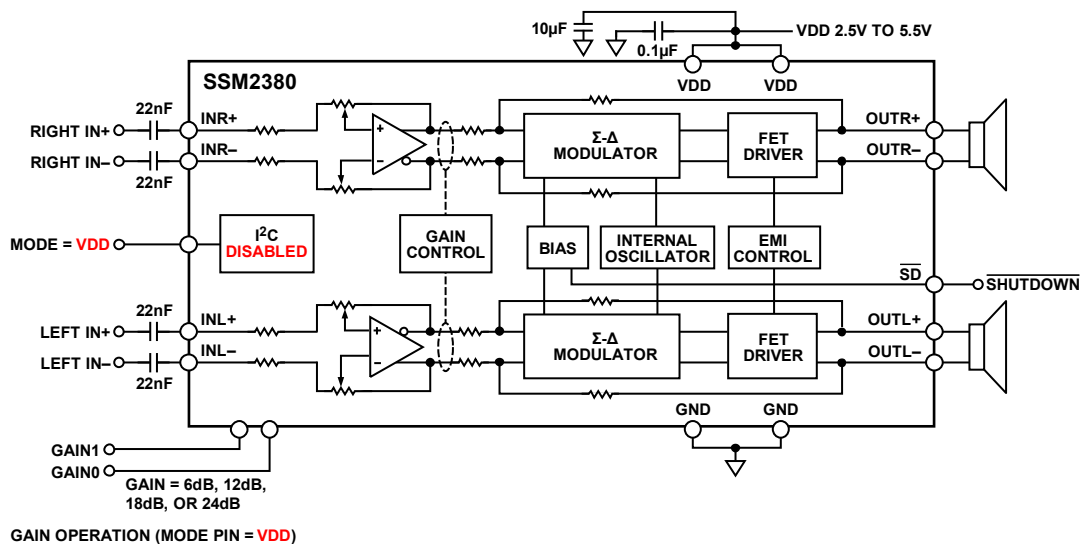 10µF
0.1µF
VDD 2.5V TO 5.5V
SSM2380
VDD
VDD
22nF
RIGHT IN+
INR+
RIGHT IN–
INR–
22nF
Σ-Δ
MODULATOR
FET
DRIVER
OUTR+
OUTR–
MODE = VDD
I²C
DISABLED
GAIN
CONTROL
BIAS
INTERNAL
OSCILLATOR
EMI
CONTROL
SD
SHUTDOWN
22nF
LEFT IN+
INL+
LEFT IN–
INL–
22nF
Σ-Δ
MODULATOR
FET
DRIVER
OUTL+
OUTL–
GND
GND
GAIN1
GAIN0
GAIN = 6dB, 12dB,
18dB, OR 24dB
GAIN OPERATION (MODE PIN = VDD)